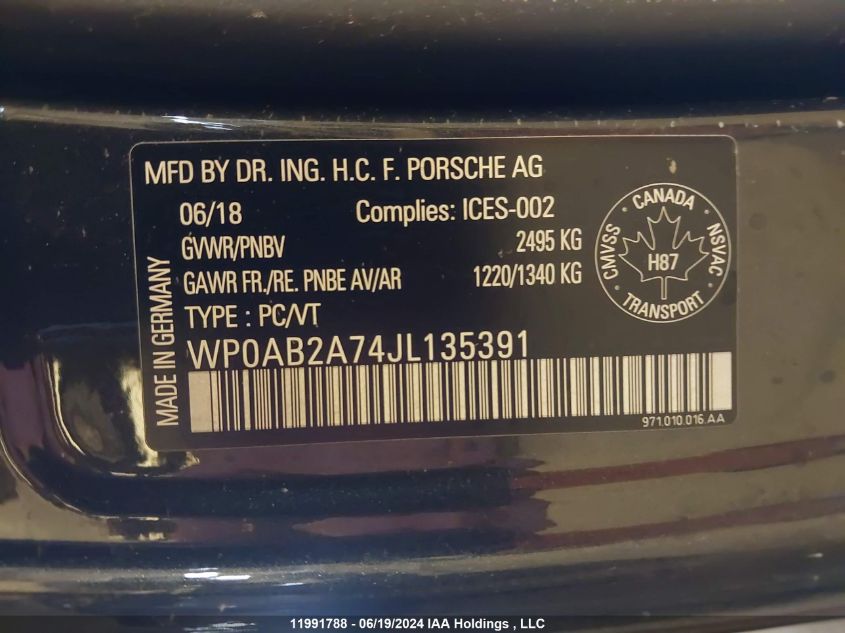 MFD BY DR. ING. H.C. F. PORSCHE AG
06/18 Complies: ICES-002
GVWR/PNBV 2495 KG
GAWR FR./RE. PNBE AV/AR 1220/1340 KG
TYPE : PC/VT
WP0AB2A74JL135391
971.010.016.AA
MADE IN GERMANY
CANADA
CMVSS
NSVAC
H87
TRANSPORT
11991788 - 06/19/2024 IAA Holdings , LLC